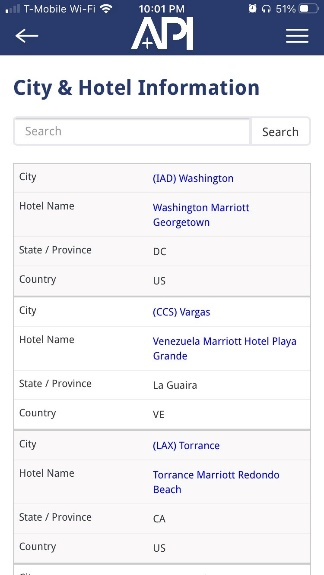 T-Mobile Wi-Fi 10:01 PM 51%
API
City & Hotel Information
Search Search
City (IAD) Washington
Hotel Name Washington Marriott
Georgetown
State / Province DC
Country US
City (CCS) Vargas
Hotel Name Venezuela Marriott Hotel Playa
Grande
State / Province La Guaira
Country VE
City (LAX) Torrance
Hotel Name Torrance Marriott Redondo
Beach
State / Province CA
Country US